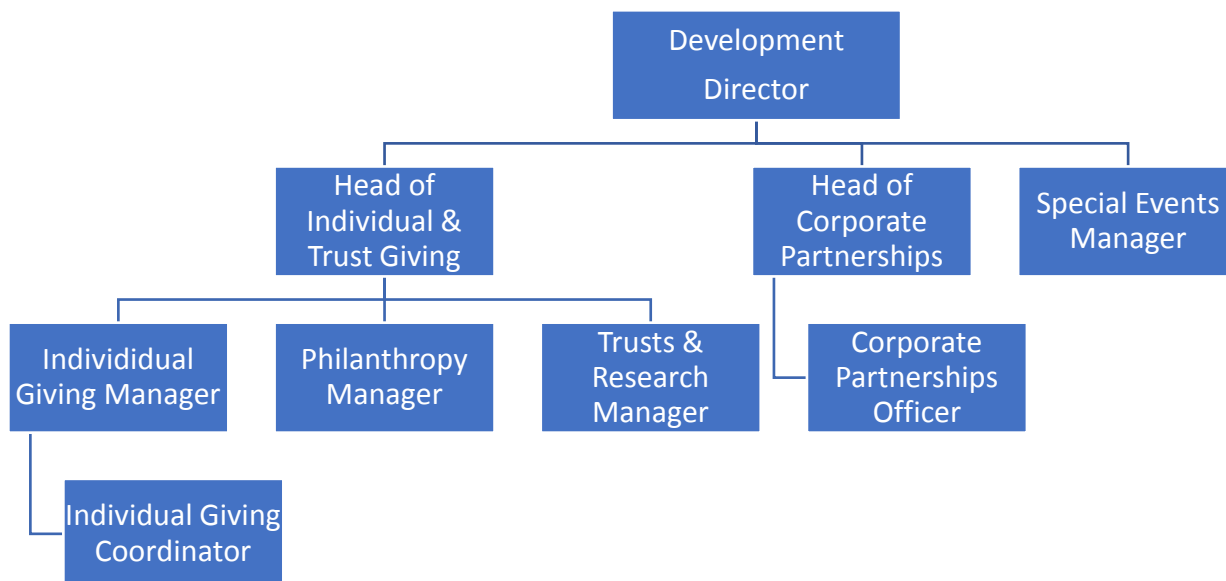 Development
Director
Head of
Individual &
Trust Giving
Head of
Corporate
Partnerships
Special Events
Manager
Individidual
Giving Manager
Philanthropy
Manager
Trusts &
Research
Manager
Corporate
Partnerships
Officer
Individual Giving
Coordinator